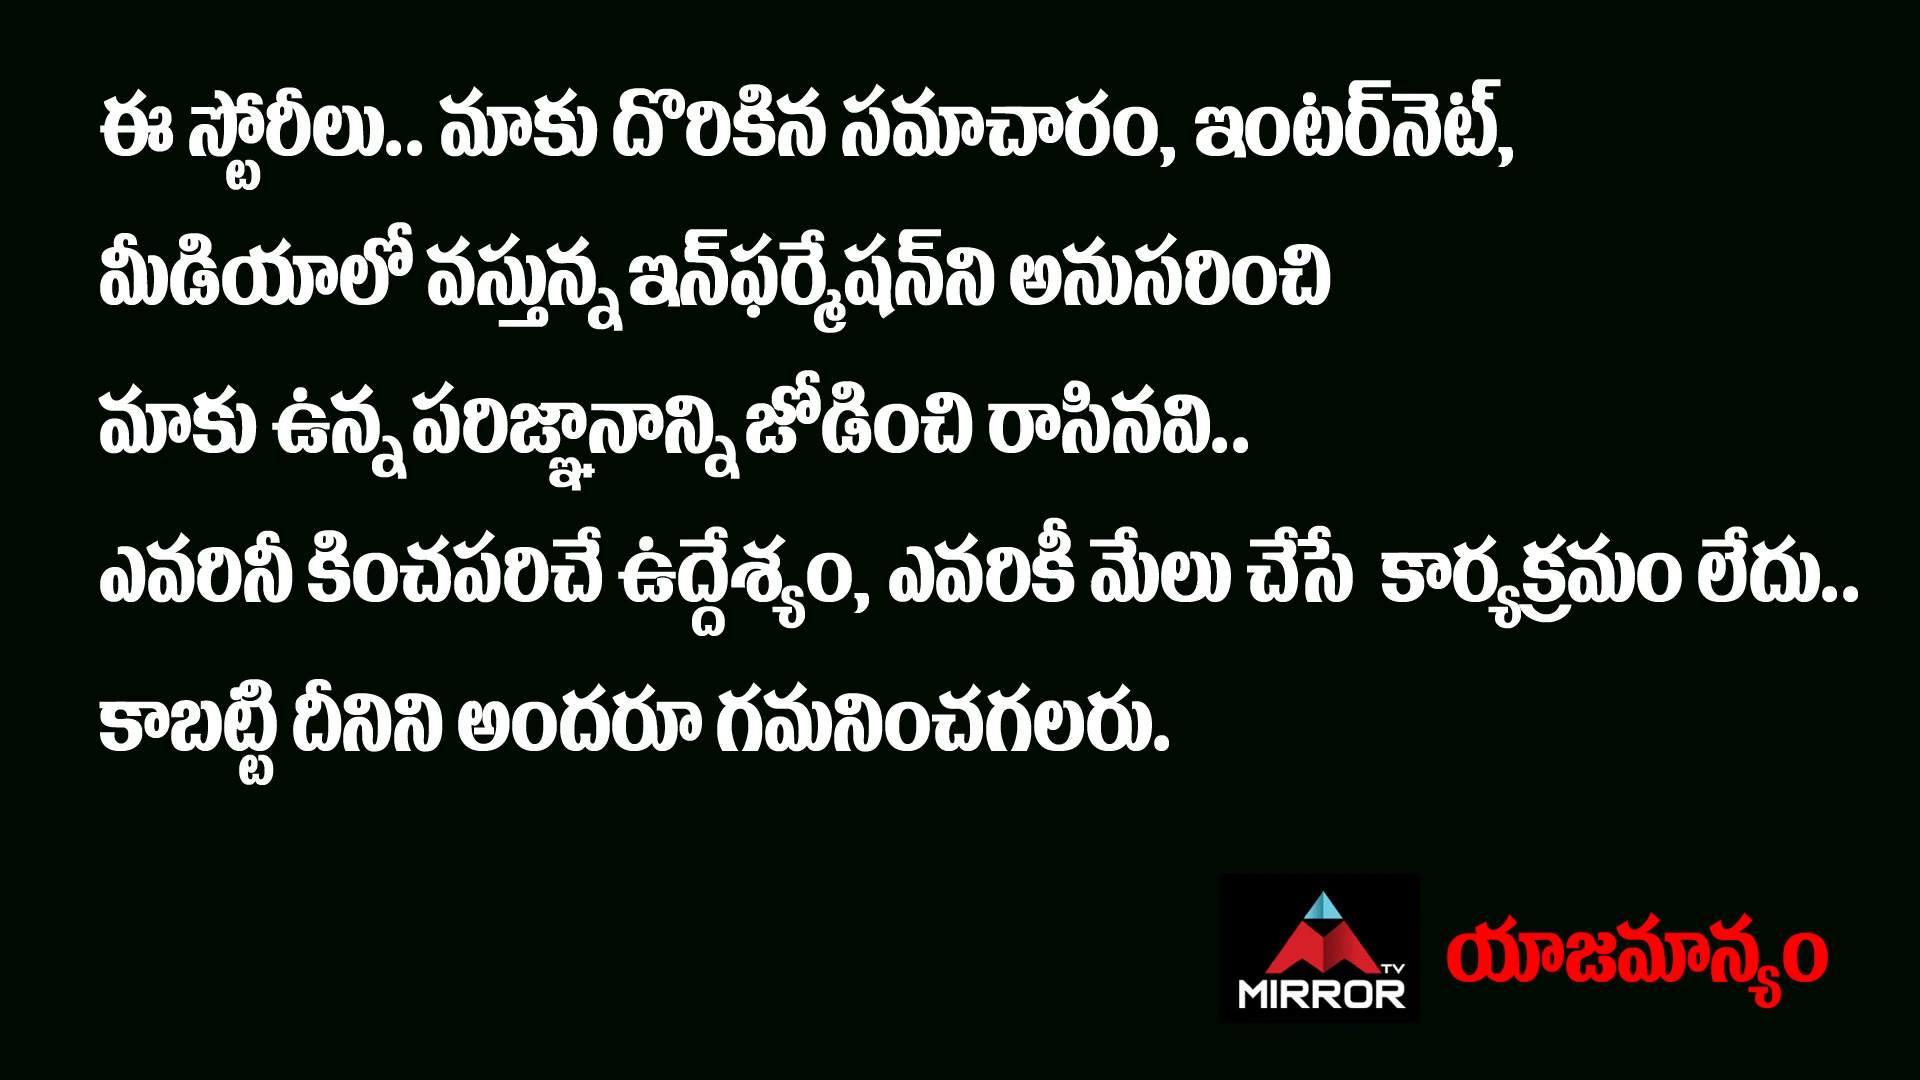 ఈ స్టోరీలు.. మాకు దొరికిన సమాచారం, ఇంటర్‌నెట్,
మీడియాలో వస్తున్న ఇన్‌ఫర్మేషన్‌ని అనుసరించి
మాకు ఉన్న పరిజ్ఞానాన్ని జోడించి రాసినవి..
ఎవరినీ కించపరిచే ఉద్దేశ్యం, ఎవరికీ మేలు చేసే కార్యక్రమం లేదు..
కాబట్టి దీనిని అందరూ గమనించగలరు.
TV
MIRROR
యాజమాన్యం